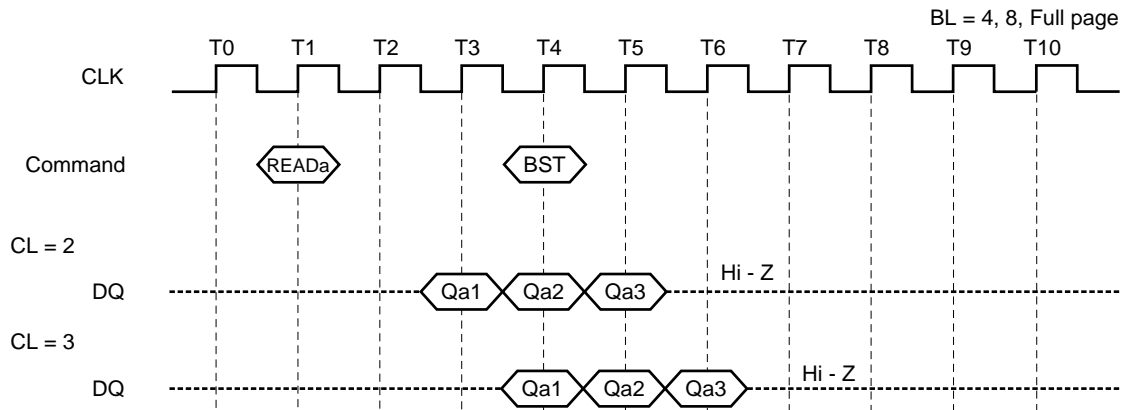 BL = 4, 8, Full page
T0 T1 T2 T3 T4 T5 T6 T7 T8 T9 T10
CLK
Command READa BST
CL = 2
Hi - Z
DQ Qa1 Qa2 Qa3
CL = 3
Hi - Z
DQ Qa1 Qa2 Qa3